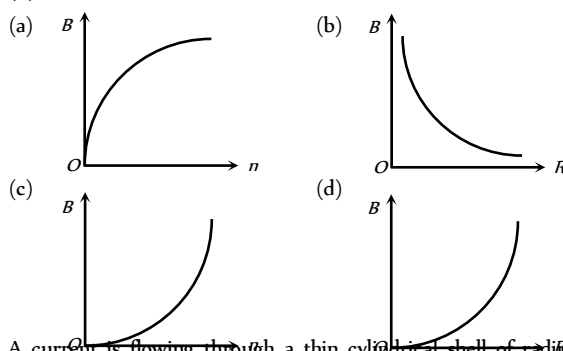 (a) (b)
B B
O n O R
(c) (d)
B B
O O
A current is flowing through a thin cylindrical shell of